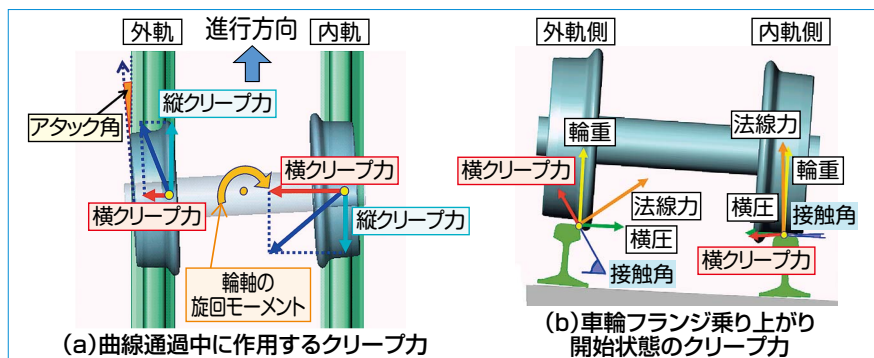 外軌
進行方向
内軌
アタック角
縦クリープ力
横クリープ力
横クリープ力
縦クリープ力
輪軸の
旋回モーメント
(a)曲線通過中に作用するクリープ力
外軌側
内軌側
輪重
法線力
横クリープ力
輪重
法線力
横圧
横圧
接触角
横クリープ力
接触角
(b)車輪フランジ乗り上がり
開始状態のクリープ力